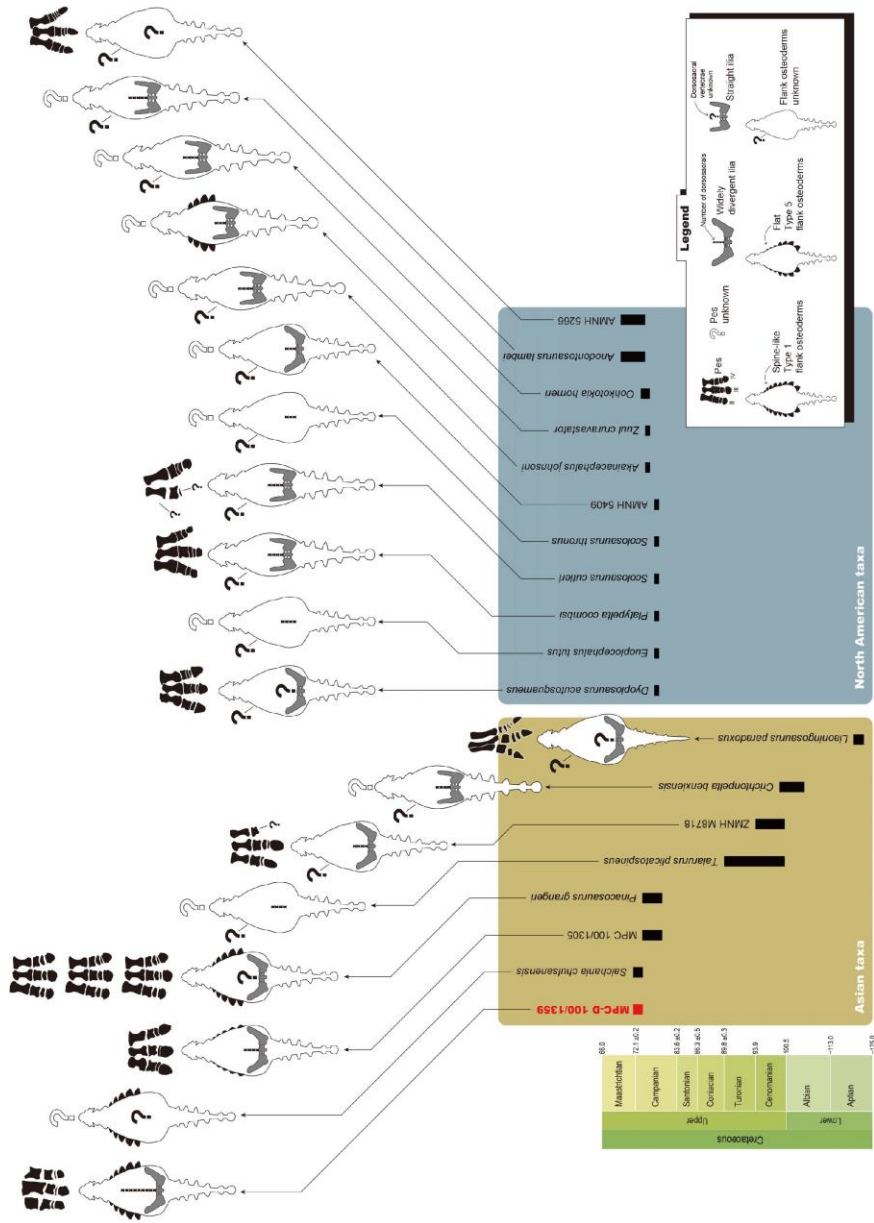 Cretaceous
Upper
Lower
Maastrichtian
Campanian
Santonian
Coniacian
Turonian
Cenomanian
Albian
Aptian
66.0
72.1 ±0.2
83.6 ±0.2
86.3 ±0.5
89.8 ±0.3
93.9
100.5
~113.0
~125.0
MPC-D 100/1359
Saichania chulsanensis
MPC 100/1305
Pinacosaurus grangeri
Talarurus plicatospineus
ZMNH M8718
Crichtonpelta benxiensis
Liaoningosaurus paradoxus
Asian taxa
Dyoplosaurus acutosquameus
Euoplocephalus tutus
Platypelta coombsi
Scolosaurus cutleri
Scolosaurus thronus
AMNH 5409
Akainacephalus johnsoni
Zuul cruravastator
Oohkotokia horneri
Anodontosaurus lambei
AMNH 5266
North American taxa
Legend
Pes
II
III
IV
Pes
unknown
Number of dorsosacrals
Widely
divergent ilia
Dorsosacral
vertebrae
unknown
?
Straight ilia
Spine-like
Type 1
flank osteoderms
Flat
Type 5
flank osteoderms
?
Flank osteoderms
unknown